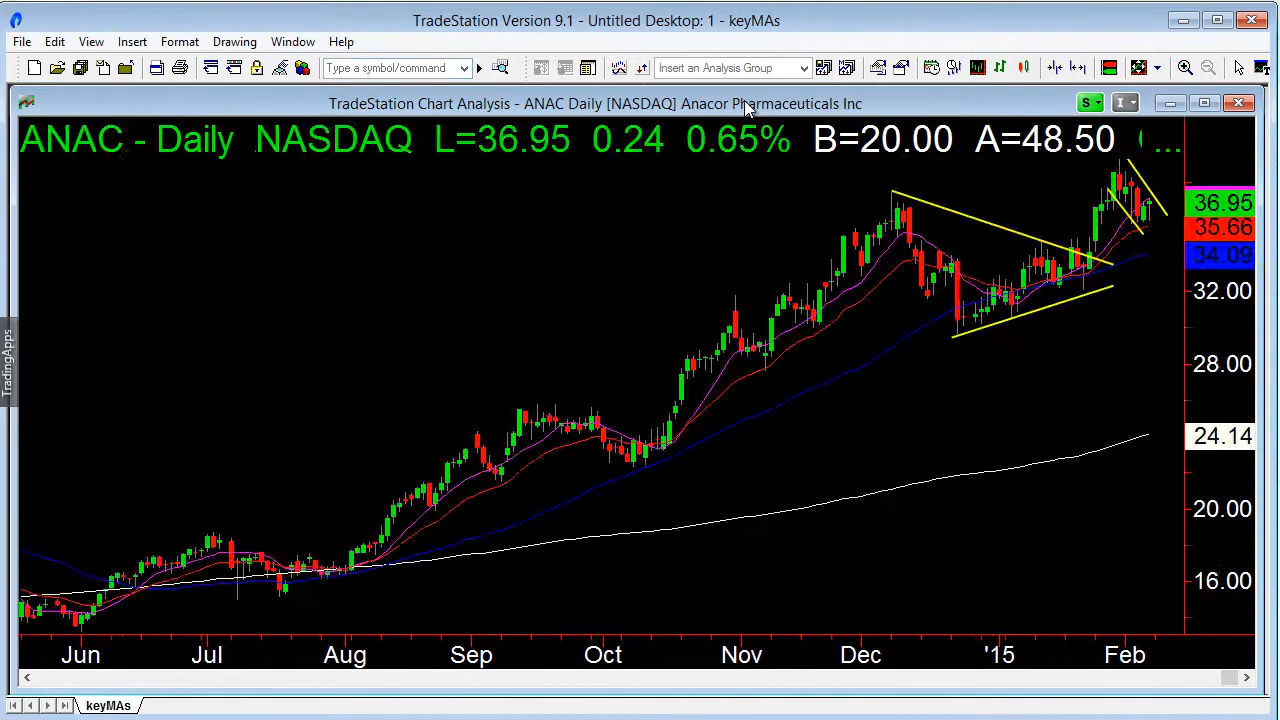 TradeStation Version 9.1 - Untitled Desktop: 1 - keyMAs
File Edit View Insert Format Drawing Window Help
Type a symbol/command Insert an Analysis Group
TradeStation Chart Analysis - ANAC Daily [NASDAQ] Anacor Pharmaceuticals Inc S I
ANAC - Daily NASDAQ L=36.95 0.24 0.65% B=20.00 A=48.50 ...
36.95
35.66
34.09
32.00
28.00
24.14
20.00
16.00
TradingApps
Jun Jul Aug Sep Oct Nov Dec '15 Feb
keyMAs